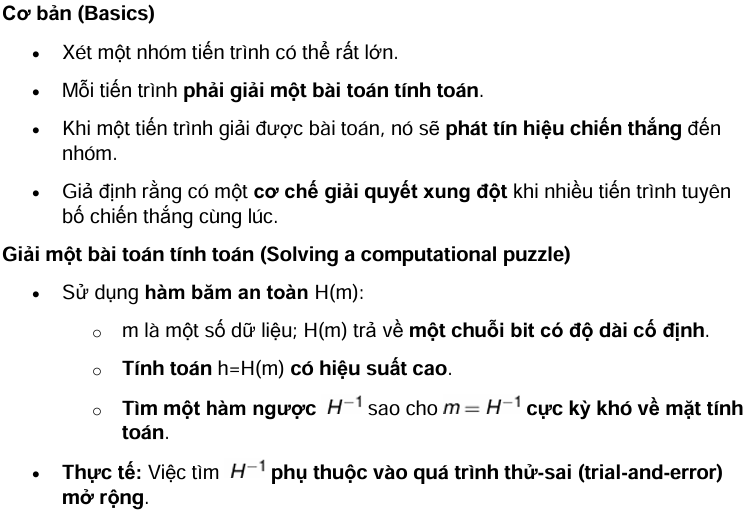 Cơ bản (Basics)
• Xét một nhóm tiến trình có thể rất lớn.
• Mỗi tiến trình phải giải một bài toán tính toán.
• Khi một tiến trình giải được bài toán, nó sẽ phát tín hiệu chiến thắng đến
nhóm.
• Giả định rằng có một cơ chế giải quyết xung đột khi nhiều tiến trình tuyên
bố chiến thắng cùng lúc.
Giải một bài toán tính toán (Solving a computational puzzle)
• Sử dụng hàm băm an toàn H(m):
○ m là một số dữ liệu; H(m) trả về một chuỗi bit có độ dài cố định.
○ Tính toán h=H(m) có hiệu suất cao.
○ Tìm một hàm ngược H⁻¹ sao cho m = H⁻¹ cực kỳ khó về mặt tính
toán.
• Thực tế: Việc tìm H⁻¹ phụ thuộc vào quá trình thử-sai (trial-and-error)
mở rộng.